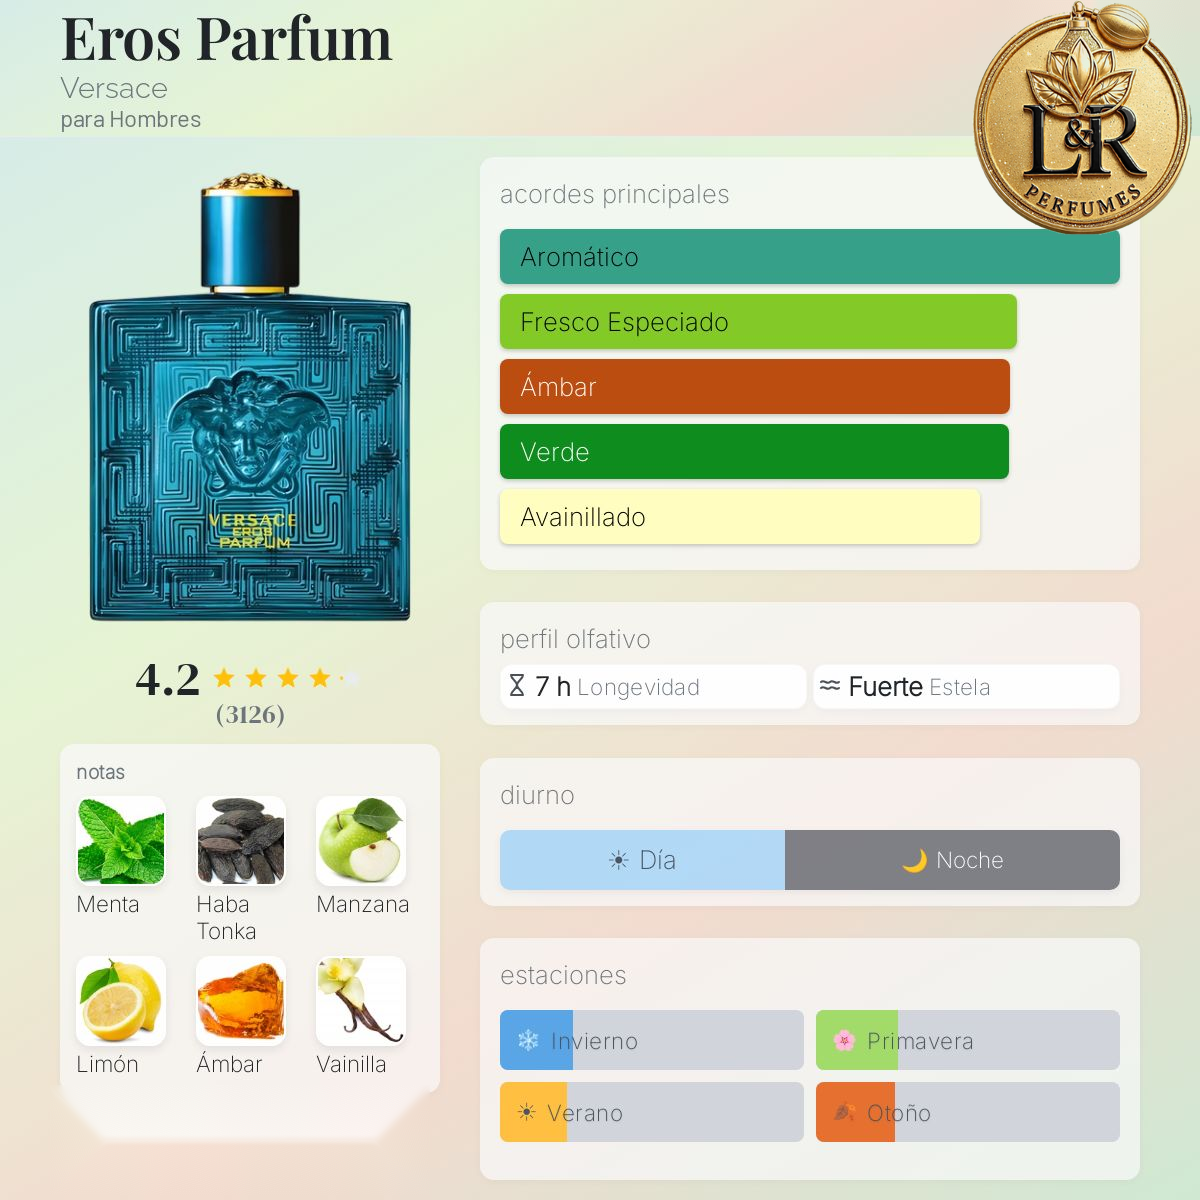 Eros Parfum
Versace
para Hombres
L&R
PERFUMES
VERSACE
EROS
PARFUM
4.2
(3126)
notas
Menta
Haba
Tonka
Manzana
Limón
Ámbar
Vainilla
acordes principales
Aromático
Fresco Especiado
Ámbar
Verde
Avainillado
perfil olfativo
7 h Longevidad
Fuerte Estela
diurno
Día
Noche
estaciones
Invierno
Primavera
Verano
Otoño